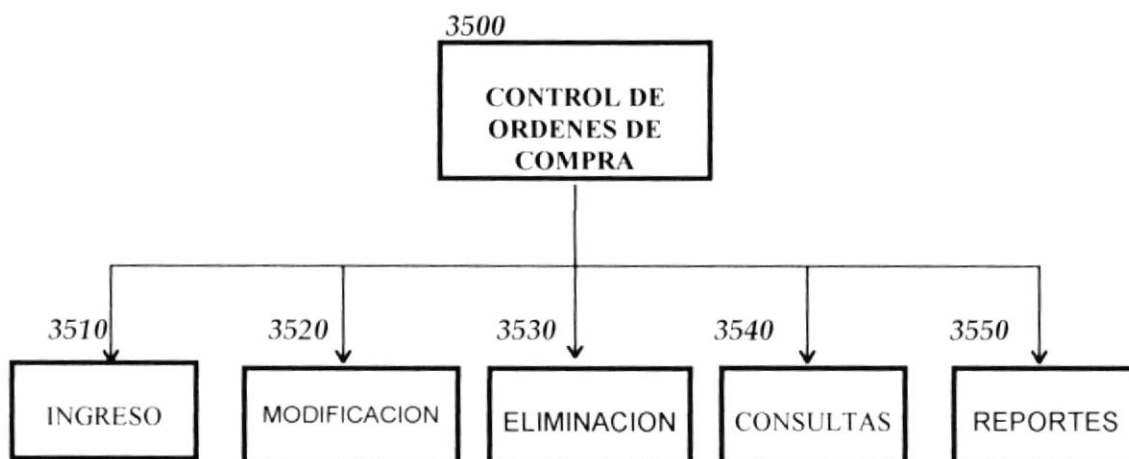 3500
CONTROL DE
ORDENES DE
COMPRA
3510
3520
3530
3540
3550
INGRESO
MODIFICACION
ELIMINACION
CONSULTAS
REPORTES